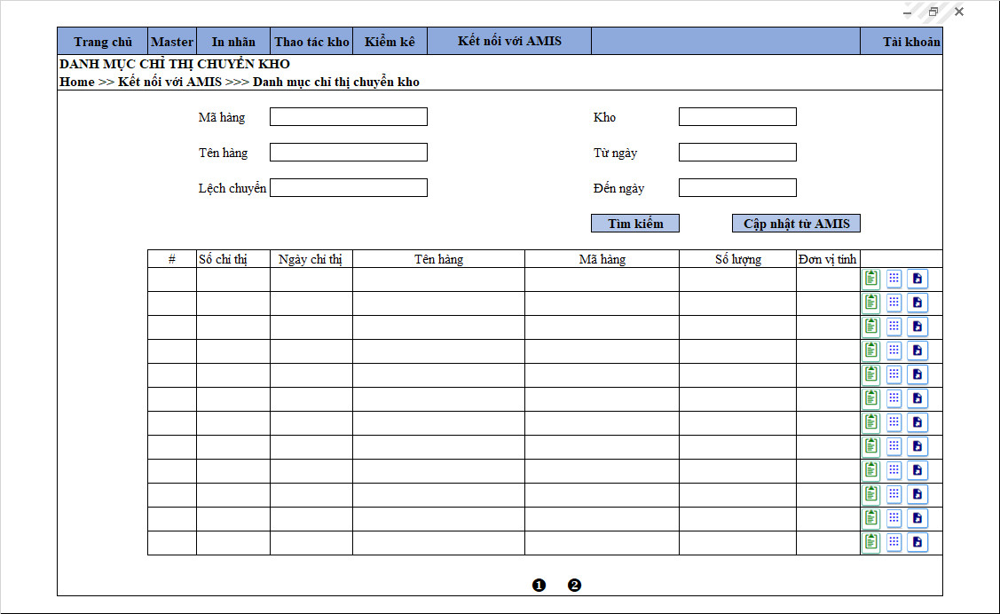 Trang chủ Master In nhãn Thao tác kho Kiểm kê Kết nối với AMIS Tài khoản
DANH MỤC CHỈ THỊ CHUYỂN KHO
Home >> Kết nối với AMIS >>> Danh mục chỉ thị chuyển kho
Mã hàng Kho
Tên hàng Từ ngày
Lệch chuyển Đến ngày
Tìm kiếm Cập nhật từ AMIS
# Số chỉ thị Ngày chỉ thị Tên hàng Mã hàng Số lượng Đơn vị tính
1 2